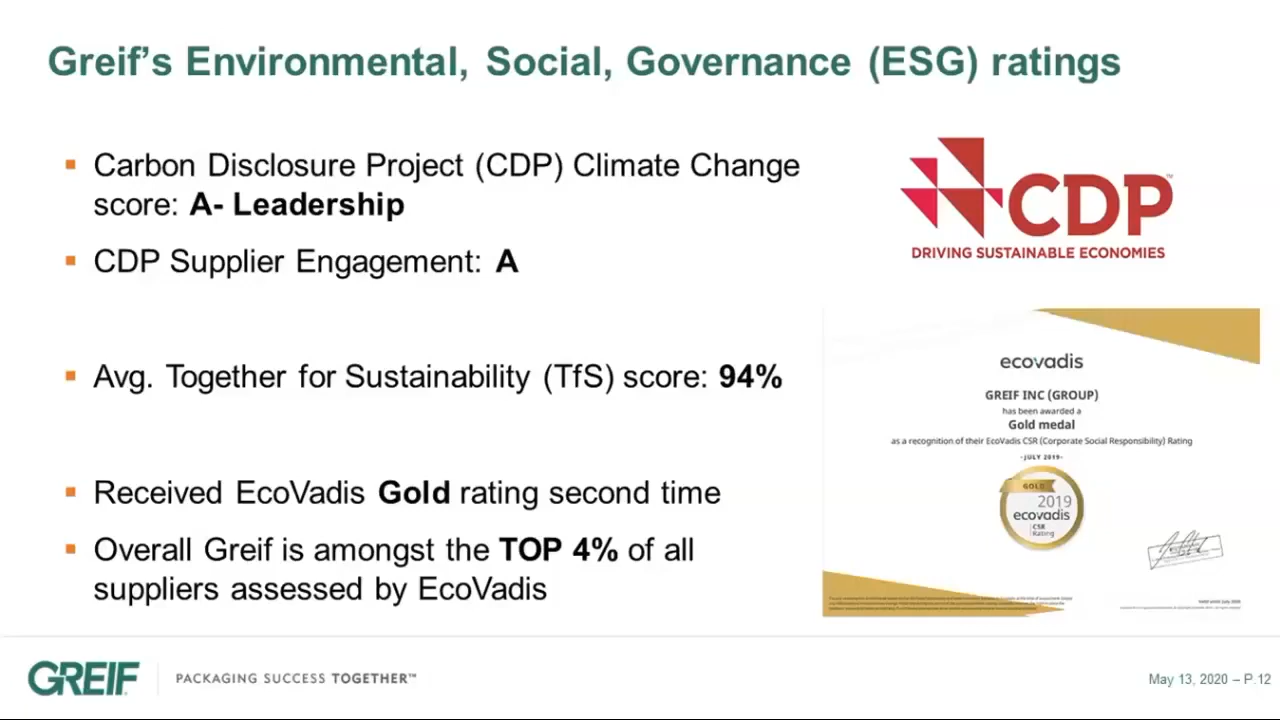 Greif’s Environmental, Social, Governance (ESG) ratings
Carbon Disclosure Project (CDP) Climate Change
score: A- Leadership
CDP Supplier Engagement: A
Avg. Together for Sustainability (TfS) score: 94%
Received EcoVadis Gold rating second time
Overall Greif is amongst the TOP 4% of all
suppliers assessed by EcoVadis
CDP™
DRIVING SUSTAINABLE ECONOMIES
ecovadis
GREIF INC (GROUP)
has been awarded a
Gold medal
as a recognition of their EcoVadis CSR (Corporate Social Responsibility) Rating
-JULY 2019-
GOLD
2019
ecovadis
CSR
Rating
GREIF
PACKAGING SUCCESS TOGETHER™
May 13, 2020 – P.12